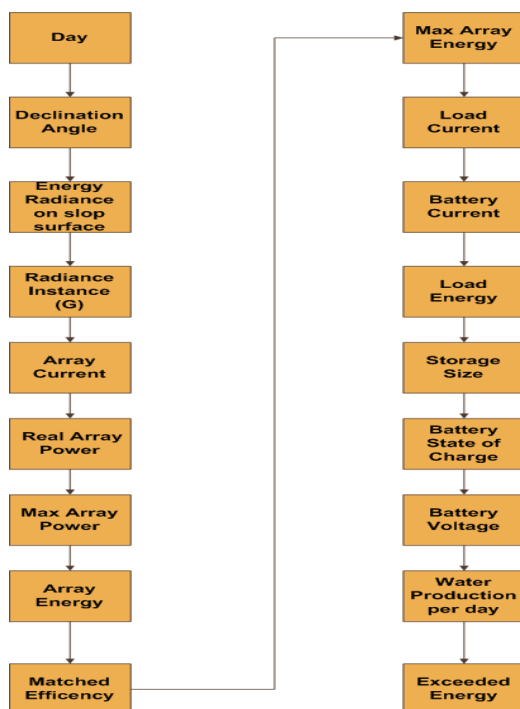 Day
Declination
Angle
Energy
Radiance
on slop
surface
Radiance
Instance
(G)
Array
Current
Real Array
Power
Max Array
Power
Array
Energy
Matched
Efficency
Max Array
Energy
Load
Current
Battery
Current
Load
Energy
Storage
Size
Battery
State of
Charge
Battery
Voltage
Water
Production
per day
Exceeded
Energy